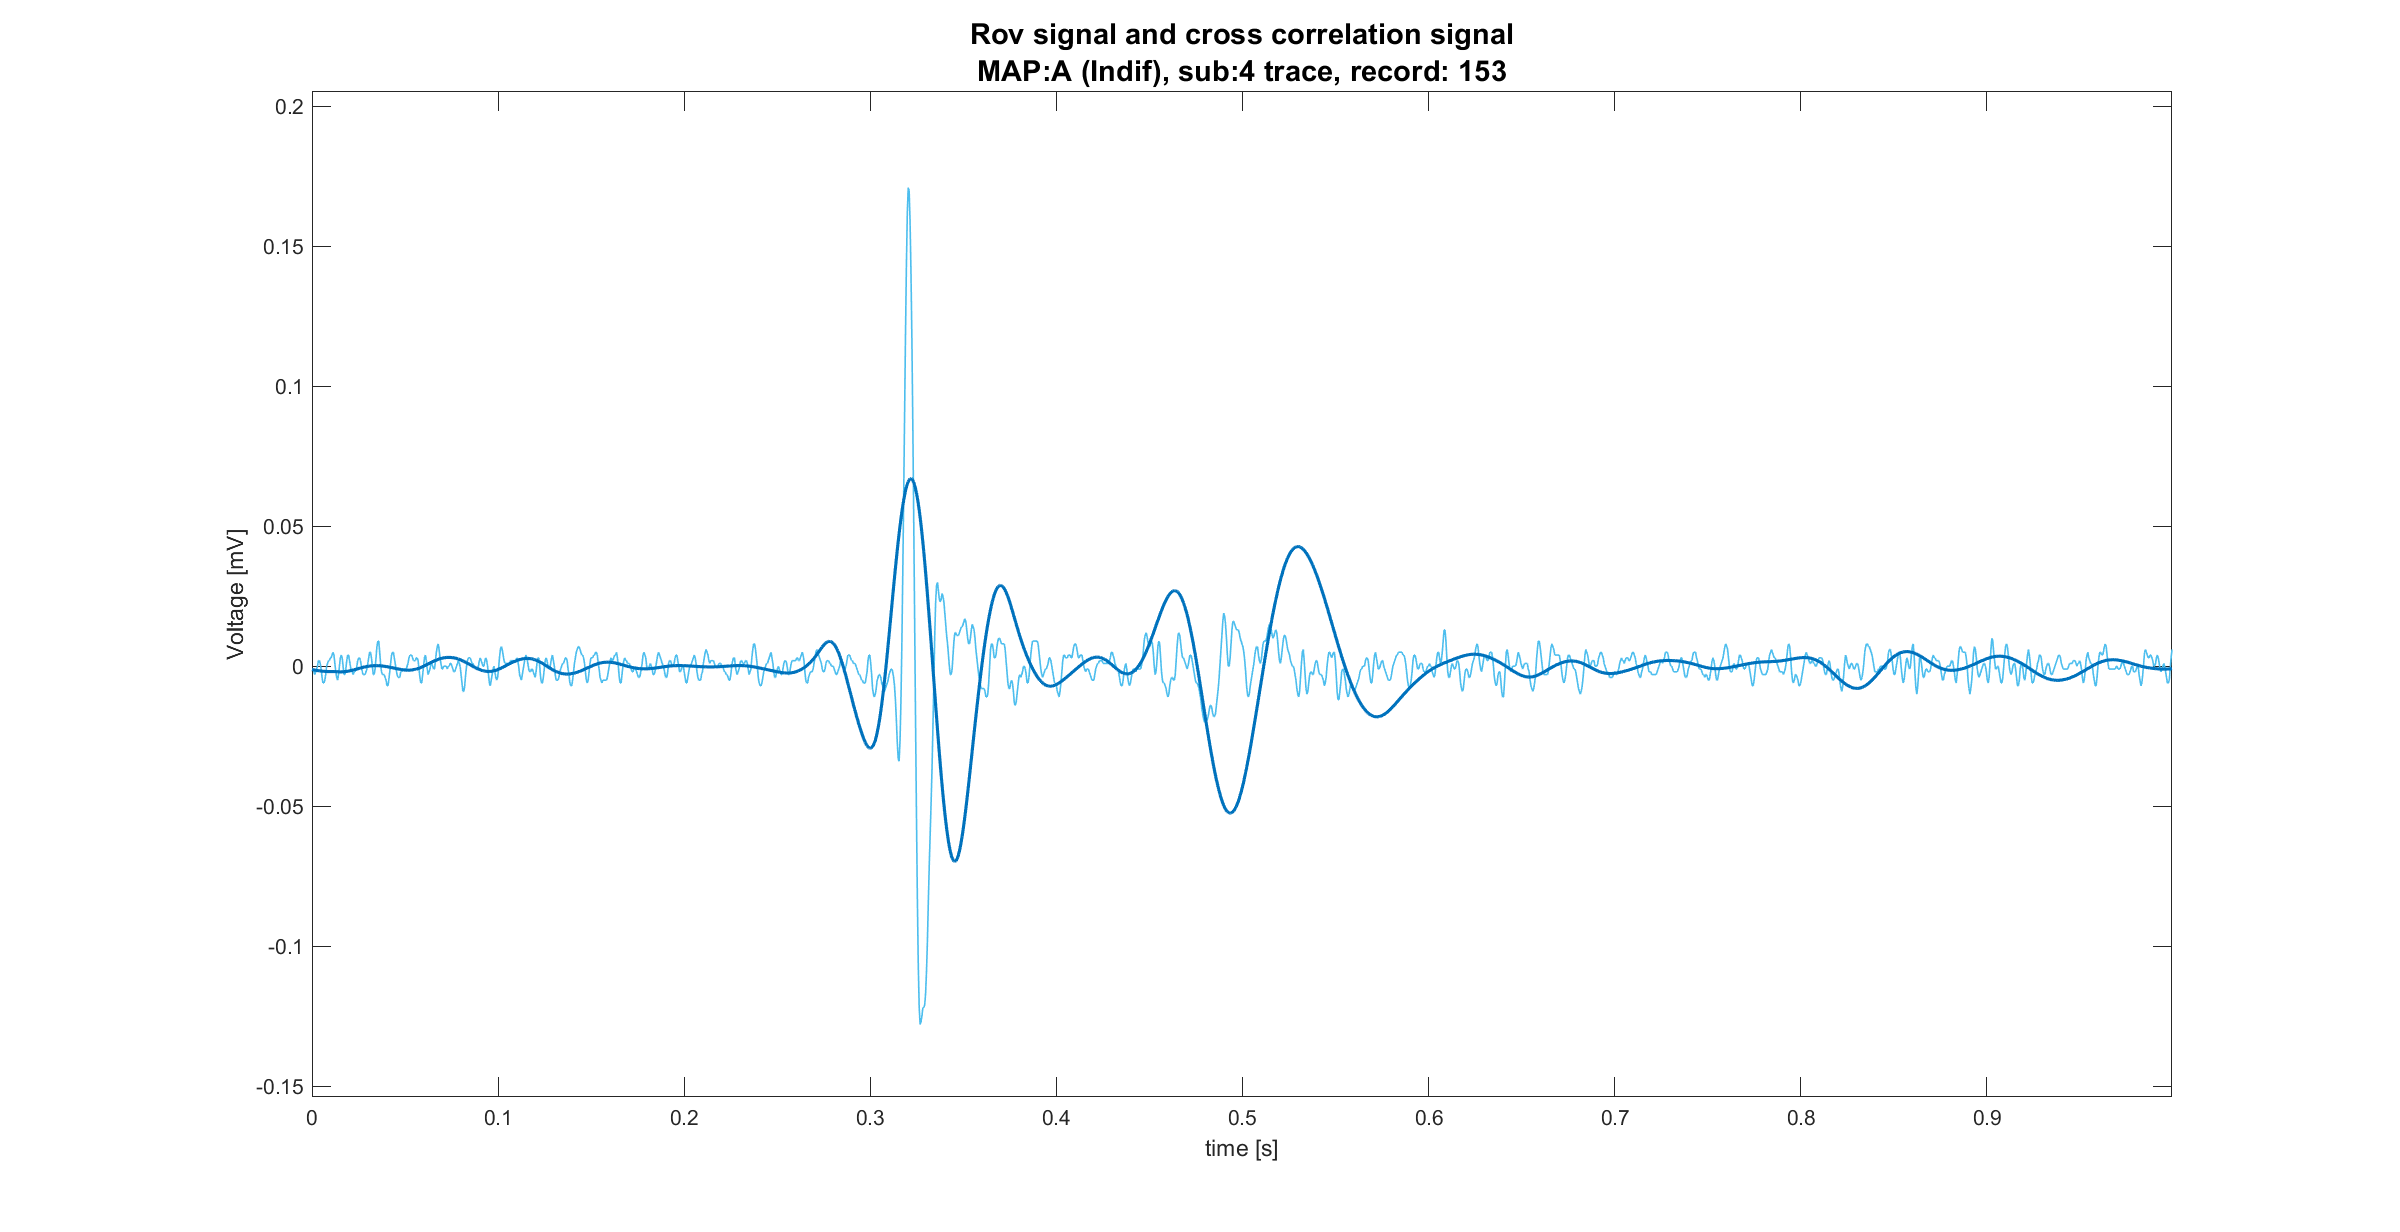 Rov signal and cross correlation signal
MAP:A (Indif), sub:4 trace, record: 153
0.2
0.15
0.1
0.05
0
-0.05
-0.1
-0.15
Voltage [mV]
0 0.1 0.2 0.3 0.4 0.5 0.6 0.7 0.8 0.9
time [s]